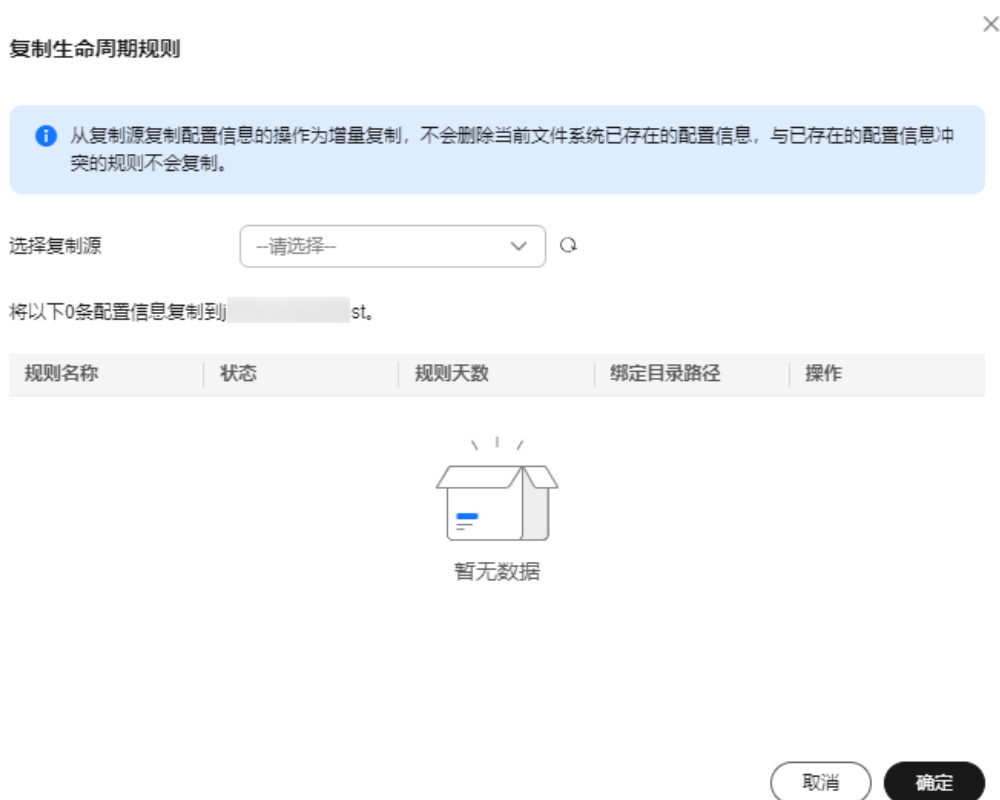 复制生命周期规则
从复制源复制配置信息的操作为增量复制，不会删除当前文件系统已存在的配置信息，与已存在的配置信息冲
突的规则不会复制。
选择复制源 --请选择--
将以下0条配置信息复制到j st。
规则名称 状态 规则天数 绑定目录路径 操作
暂无数据
取消 确定